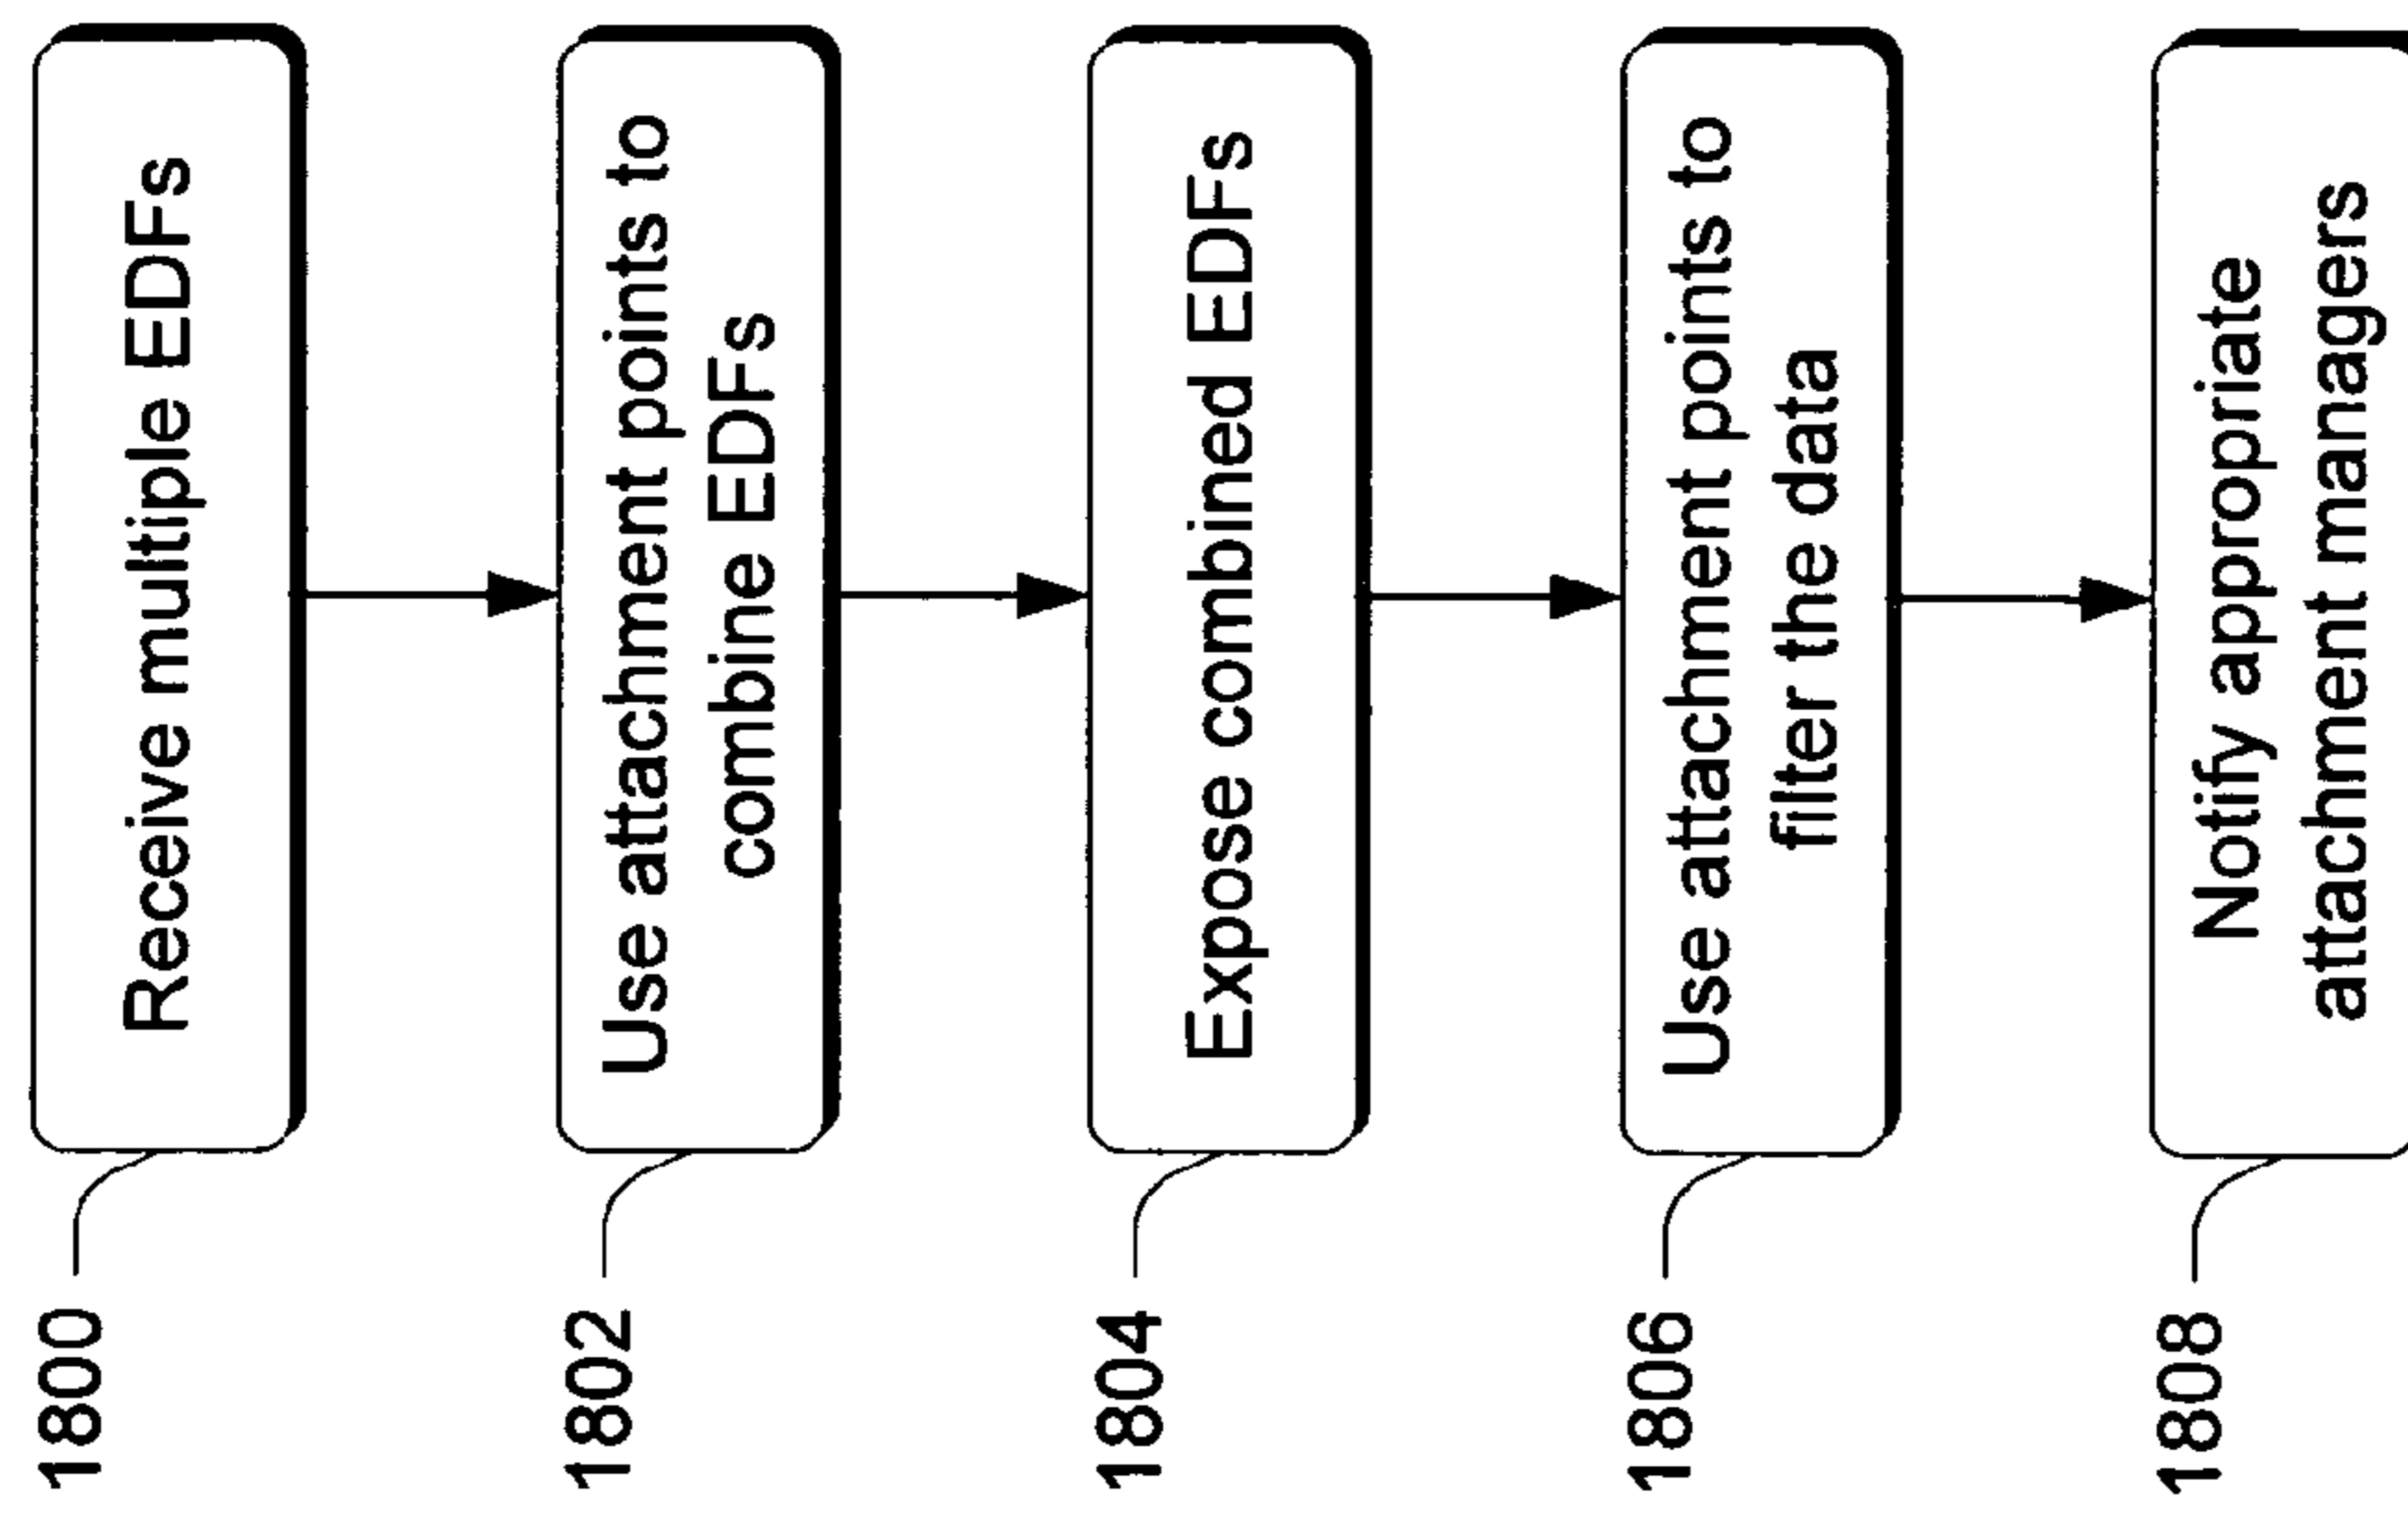 1800
Receive multiple EDFs
1802
Use attachment points to
combine EDFs
1804
Expose combined EDFs
1806
Use attachment points to
filter the data
1808
Notify appropriate
attachment managers